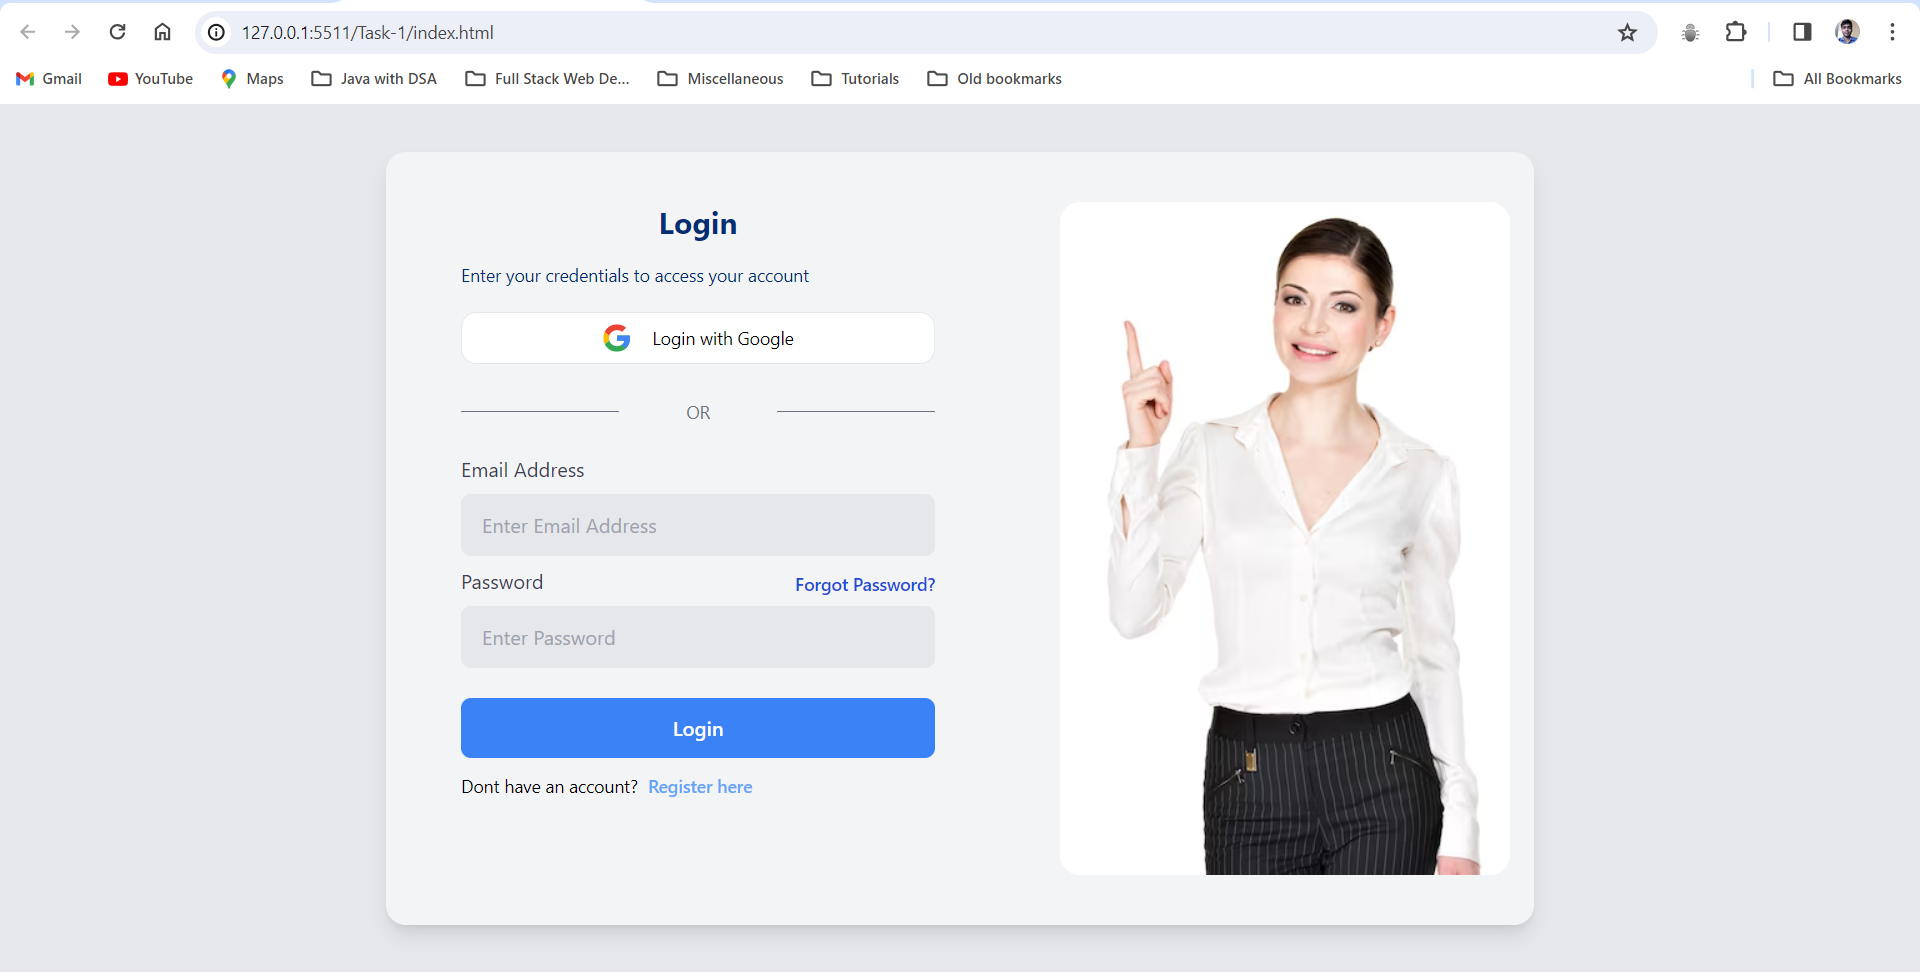 127.0.0.1:5511/Task-1/index.html
Gmail YouTube Maps Java with DSA Full Stack Web De... Miscellaneous Tutorials Old bookmarks All Bookmarks
Login
Enter your credentials to access your account
Login with Google
OR
Email Address
Enter Email Address
Password Forgot Password?
Enter Password
Login
Dont have an account? Register here